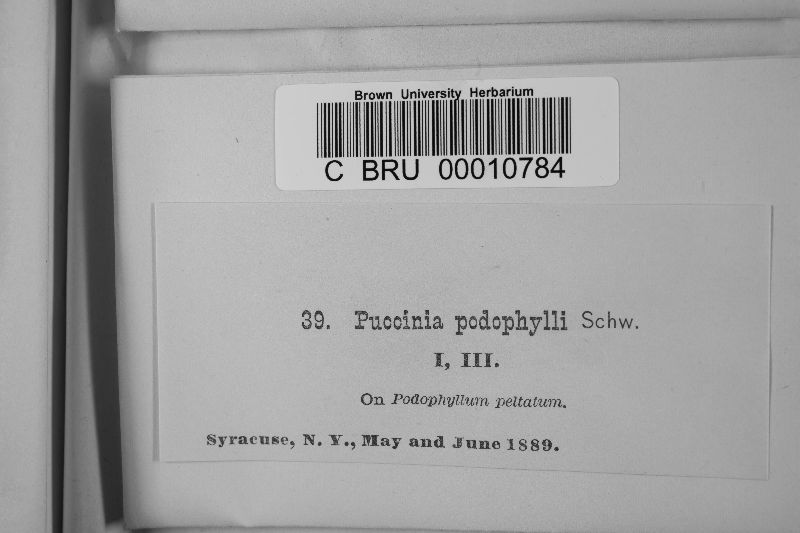 Brown University Herbarium
C BRU 00010784
39. Puccinia podophylli Schw.
I, III.
On Podophyllum peltatum.
Syracuse, N. Y., May and June 1889.